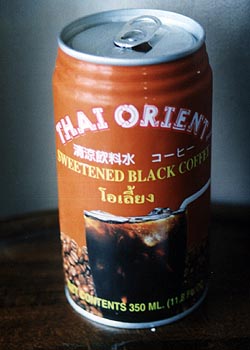 THAI ORIENT
清涼飲料水 コーヒー
SWEETENED BLACK COFFEE
โอเลี้ยง
NET CONTENTS 350 ML. (11.8 FL.OZ